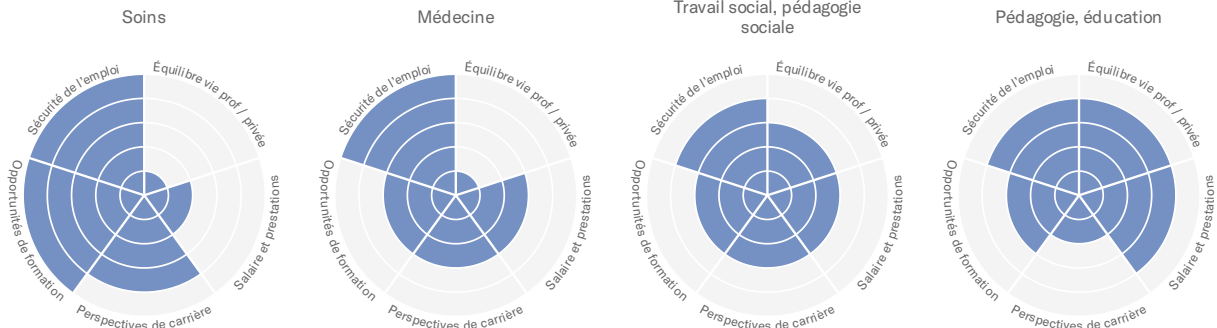 Soins
Sécurité de l'emploi
Équilibre vie prof / privée
Salaire et prestations
Perspectives de carrière
Opportunités de formation
Médecine
Sécurité de l'emploi
Équilibre vie prof / privée
Salaire et prestations
Perspectives de carrière
Opportunités de formation
Travail social, pédagogie
sociale
Sécurité de l'emploi
Équilibre vie prof / privée
Salaire et prestations
Perspectives de carrière
Opportunités de formation
Pédagogie, éducation
Sécurité de l'emploi
Équilibre vie prof / privée
Salaire et prestations
Perspectives de carrière
Opportunités de formation